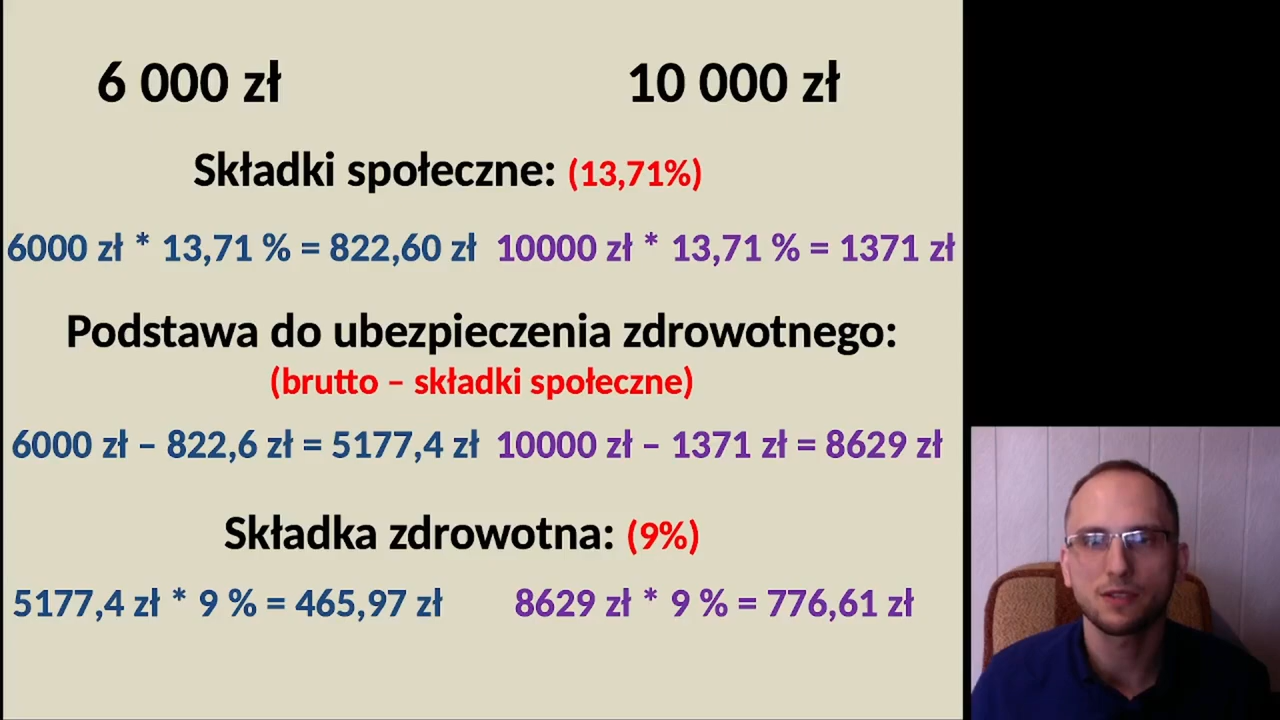 6 000 zł 10 000 zł
Składki społeczne: (13,71%)
6000 zł * 13,71 % = 822,60 zł 10000 zł * 13,71 % = 1371 zł
Podstawa do ubezpieczenia zdrowotnego:
(brutto – składki społeczne)
6000 zł – 822,6 zł = 5177,4 zł 10000 zł – 1371 zł = 8629 zł
Składka zdrowotna: (9%)
5177,4 zł * 9 % = 465,97 zł 8629 zł * 9 % = 776,61 zł